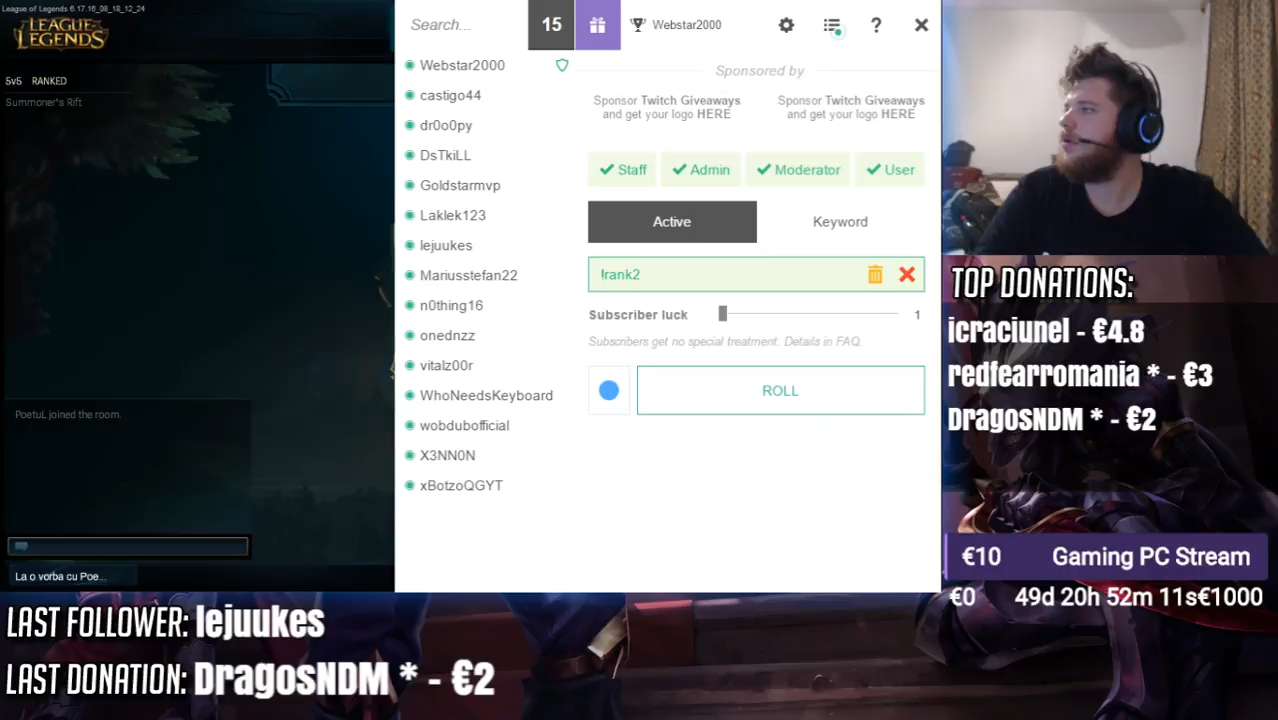 League of Legends 6.17.16_08_18_12_24
LEAGUE
of
LEGENDS
5v5 RANKED
Summoner's Rift
PoetuL joined the room.
La o vorba cu Poe...
Search...
15
Webstar2000
?
Webstar2000
castigo44
dr0o0py
DsTkiLL
Goldstarmvp
Laklek123
lejuukes
Mariusstefan22
n0thing16
onednzz
vitalz00r
WhoNeedsKeyboard
wobdubofficial
X3NN0N
xBotzoQGYT
Sponsored by
Sponsor Twitch Giveaways
and get your logo HERE
Sponsor Twitch Giveaways
and get your logo HERE
Staff
Admin
Moderator
User
Active
Keyword
!rank2
Subscriber luck
1
Subscribers get no special treatment. Details in FAQ.
ROLL
TOP DONATIONS:
icraciunel - €4.8
redfearromania * - €3
DragosNDM * - €2
€10 Gaming PC Stream
€0 49d 20h 52m 11s€1000
LAST FOLLOWER: lejuukes
LAST DONATION: DragosNDM * - €2